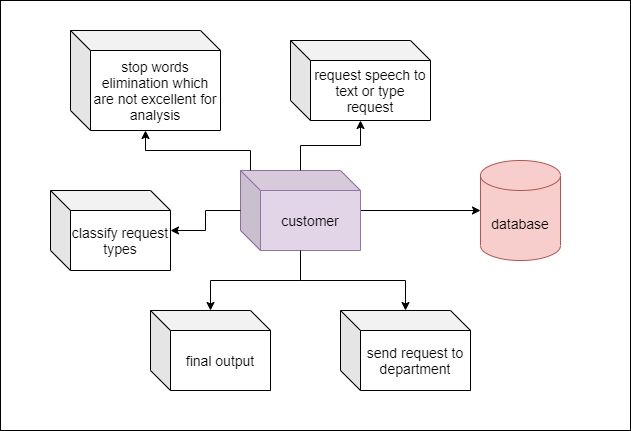 stop words
elimination which
are not excellent for
analysis
request speech to
text or type
request
customer
database
classify request
types
final output
send request to
department